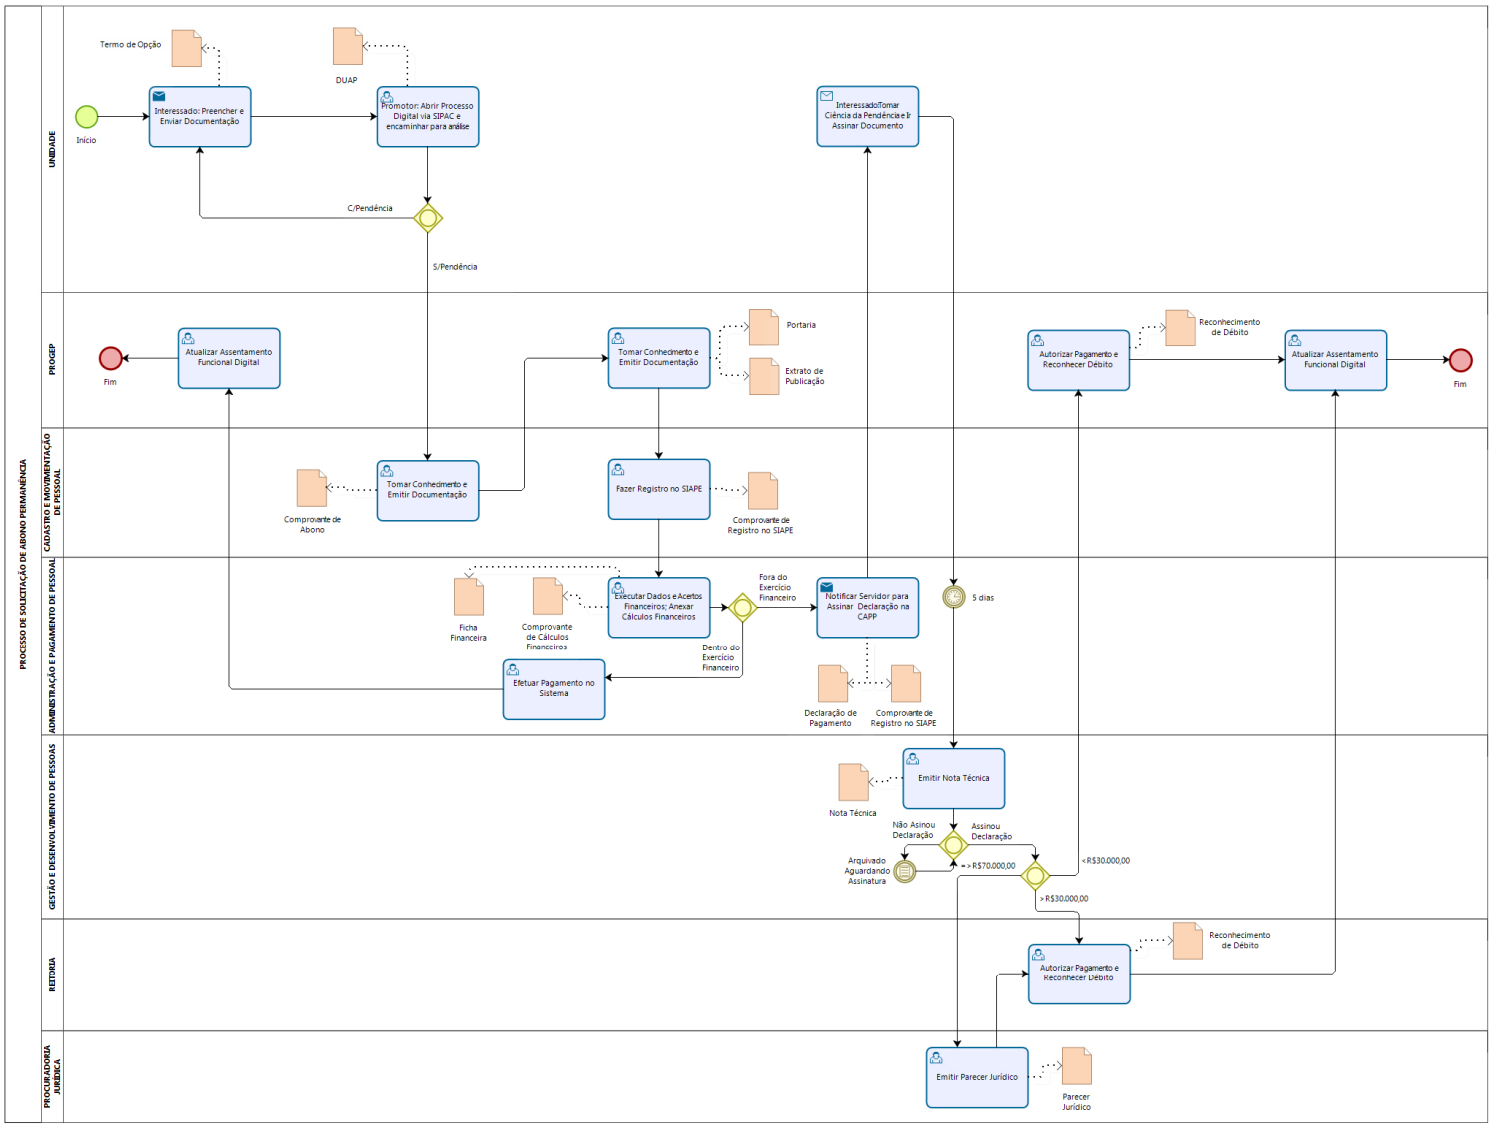 PROCESSO DE SOLICITAÇÃO DE ABONO PERMANÊNCIA
UNIDADE
Termo de Opção
DUAP
Início
Interessado: Preencher e
Enviar Documentação
Promotor: Abrir Processo
Digital via SIPAC e
encaminhar para análise
Interessado:Tomar
Ciência da Pendência e Ir
Assinar Documento
C/Pendência
S/Pendência
PROGEP
Fim
Atualizar Assentamento
Funcional Digital
Tomar Conhecimento e
Emitir Documentação
Portaria
Extrato de
Publicação
Autorizar Pagamento e
Reconhecer Débito
Reconhecimento
de Débito
Atualizar Assentamento
Funcional Digital
Fim
CADASTRO E MOVIMENTAÇÃO
DE PESSOAL
Comprovante de
Abono
Tomar Conhecimento e
Emitir Documentação
Fazer Registro no SIAPE
Comprovante de
Registro no SIAPE
ADMINISTRAÇÃO E PAGAMENTO DE PESSOAL
Ficha
Financeira
Comprovante
de Cálculos
Financeiros
Executar Dados e Acertos
Financeiros; Anexar
Cálculos Financeiros
Fora do
Exercício
Financeiro
Dentro do
Exercício
Financeiro
Notificar Servidor para
Assinar Declaração na
CAPP
5 dias
Efetuar Pagamento no
Sistema
Declaração de
Pagamento
Comprovante de
Registro no SIAPE
GESTÃO E DESENVOLVIMENTO DE PESSOAS
Emitir Nota Técnica
Nota Técnica
Não Asinou
Declaração
Assinou
Declaração
Arquivado
Aguardando
Assinatura
=>R$70.000,00
<R$30.000,00
>R$30.000,00
REITORIA
Autorizar Pagamento e
Reconhecer Débito
Reconhecimento
de Débito
PROCURADORIA
JURÍDICA
Emitir Parecer Jurídico
Parecer
Jurídico